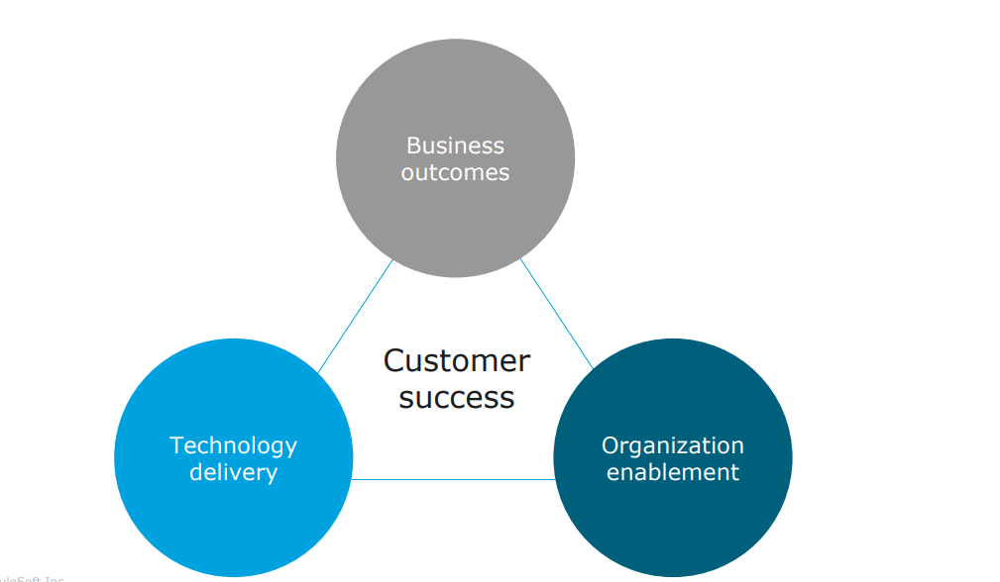 Business
outcomes
Customer
success
Technology
delivery
Organization
enablement